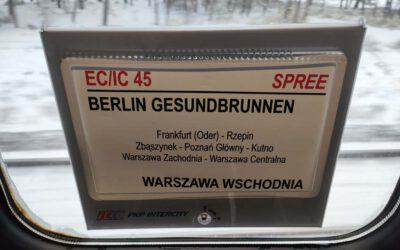 EC/IC 45 SPREE
BERLIN GESUNDBRUNNEN
Frankfurt (Oder) - Rzepin
Zbąszynek - Poznań Główny - Kutno
Warszawa Zachodnia - Warszawa Centralna
WARSZAWA WSCHODNIA
PKP INTERCITY